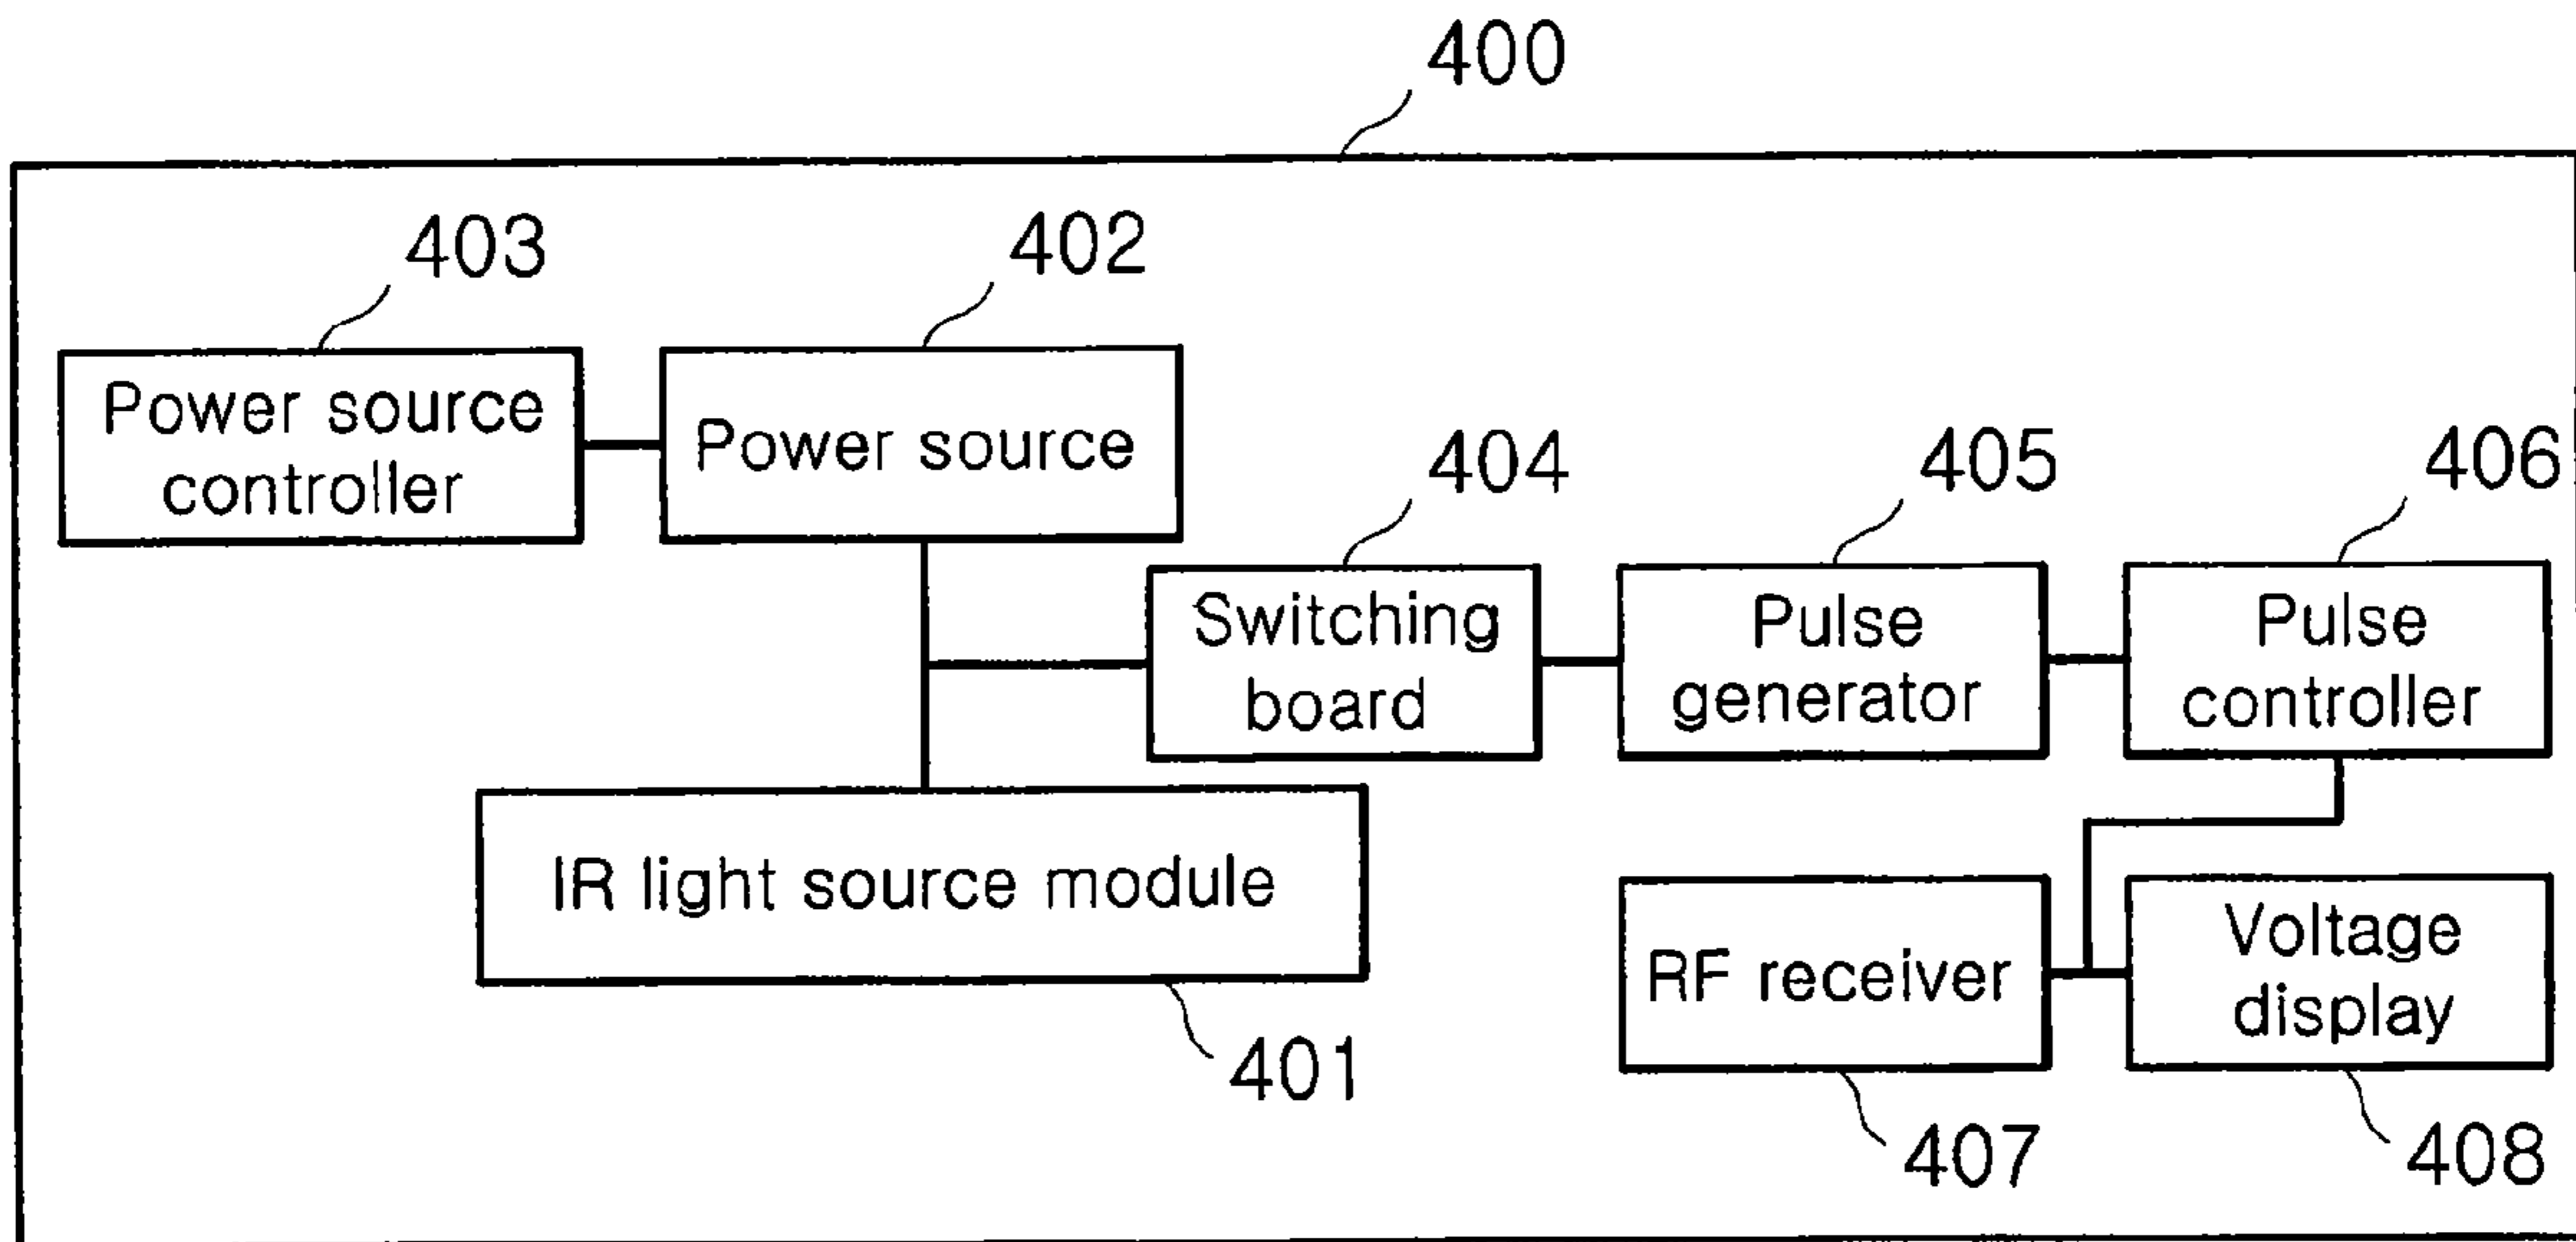 400
403
402
Power source
controller
Power source
404
405
406
Switching
board
Pulse
generator
Pulse
controller
IR light source module
401
RF receiver
407
Voltage
display
408